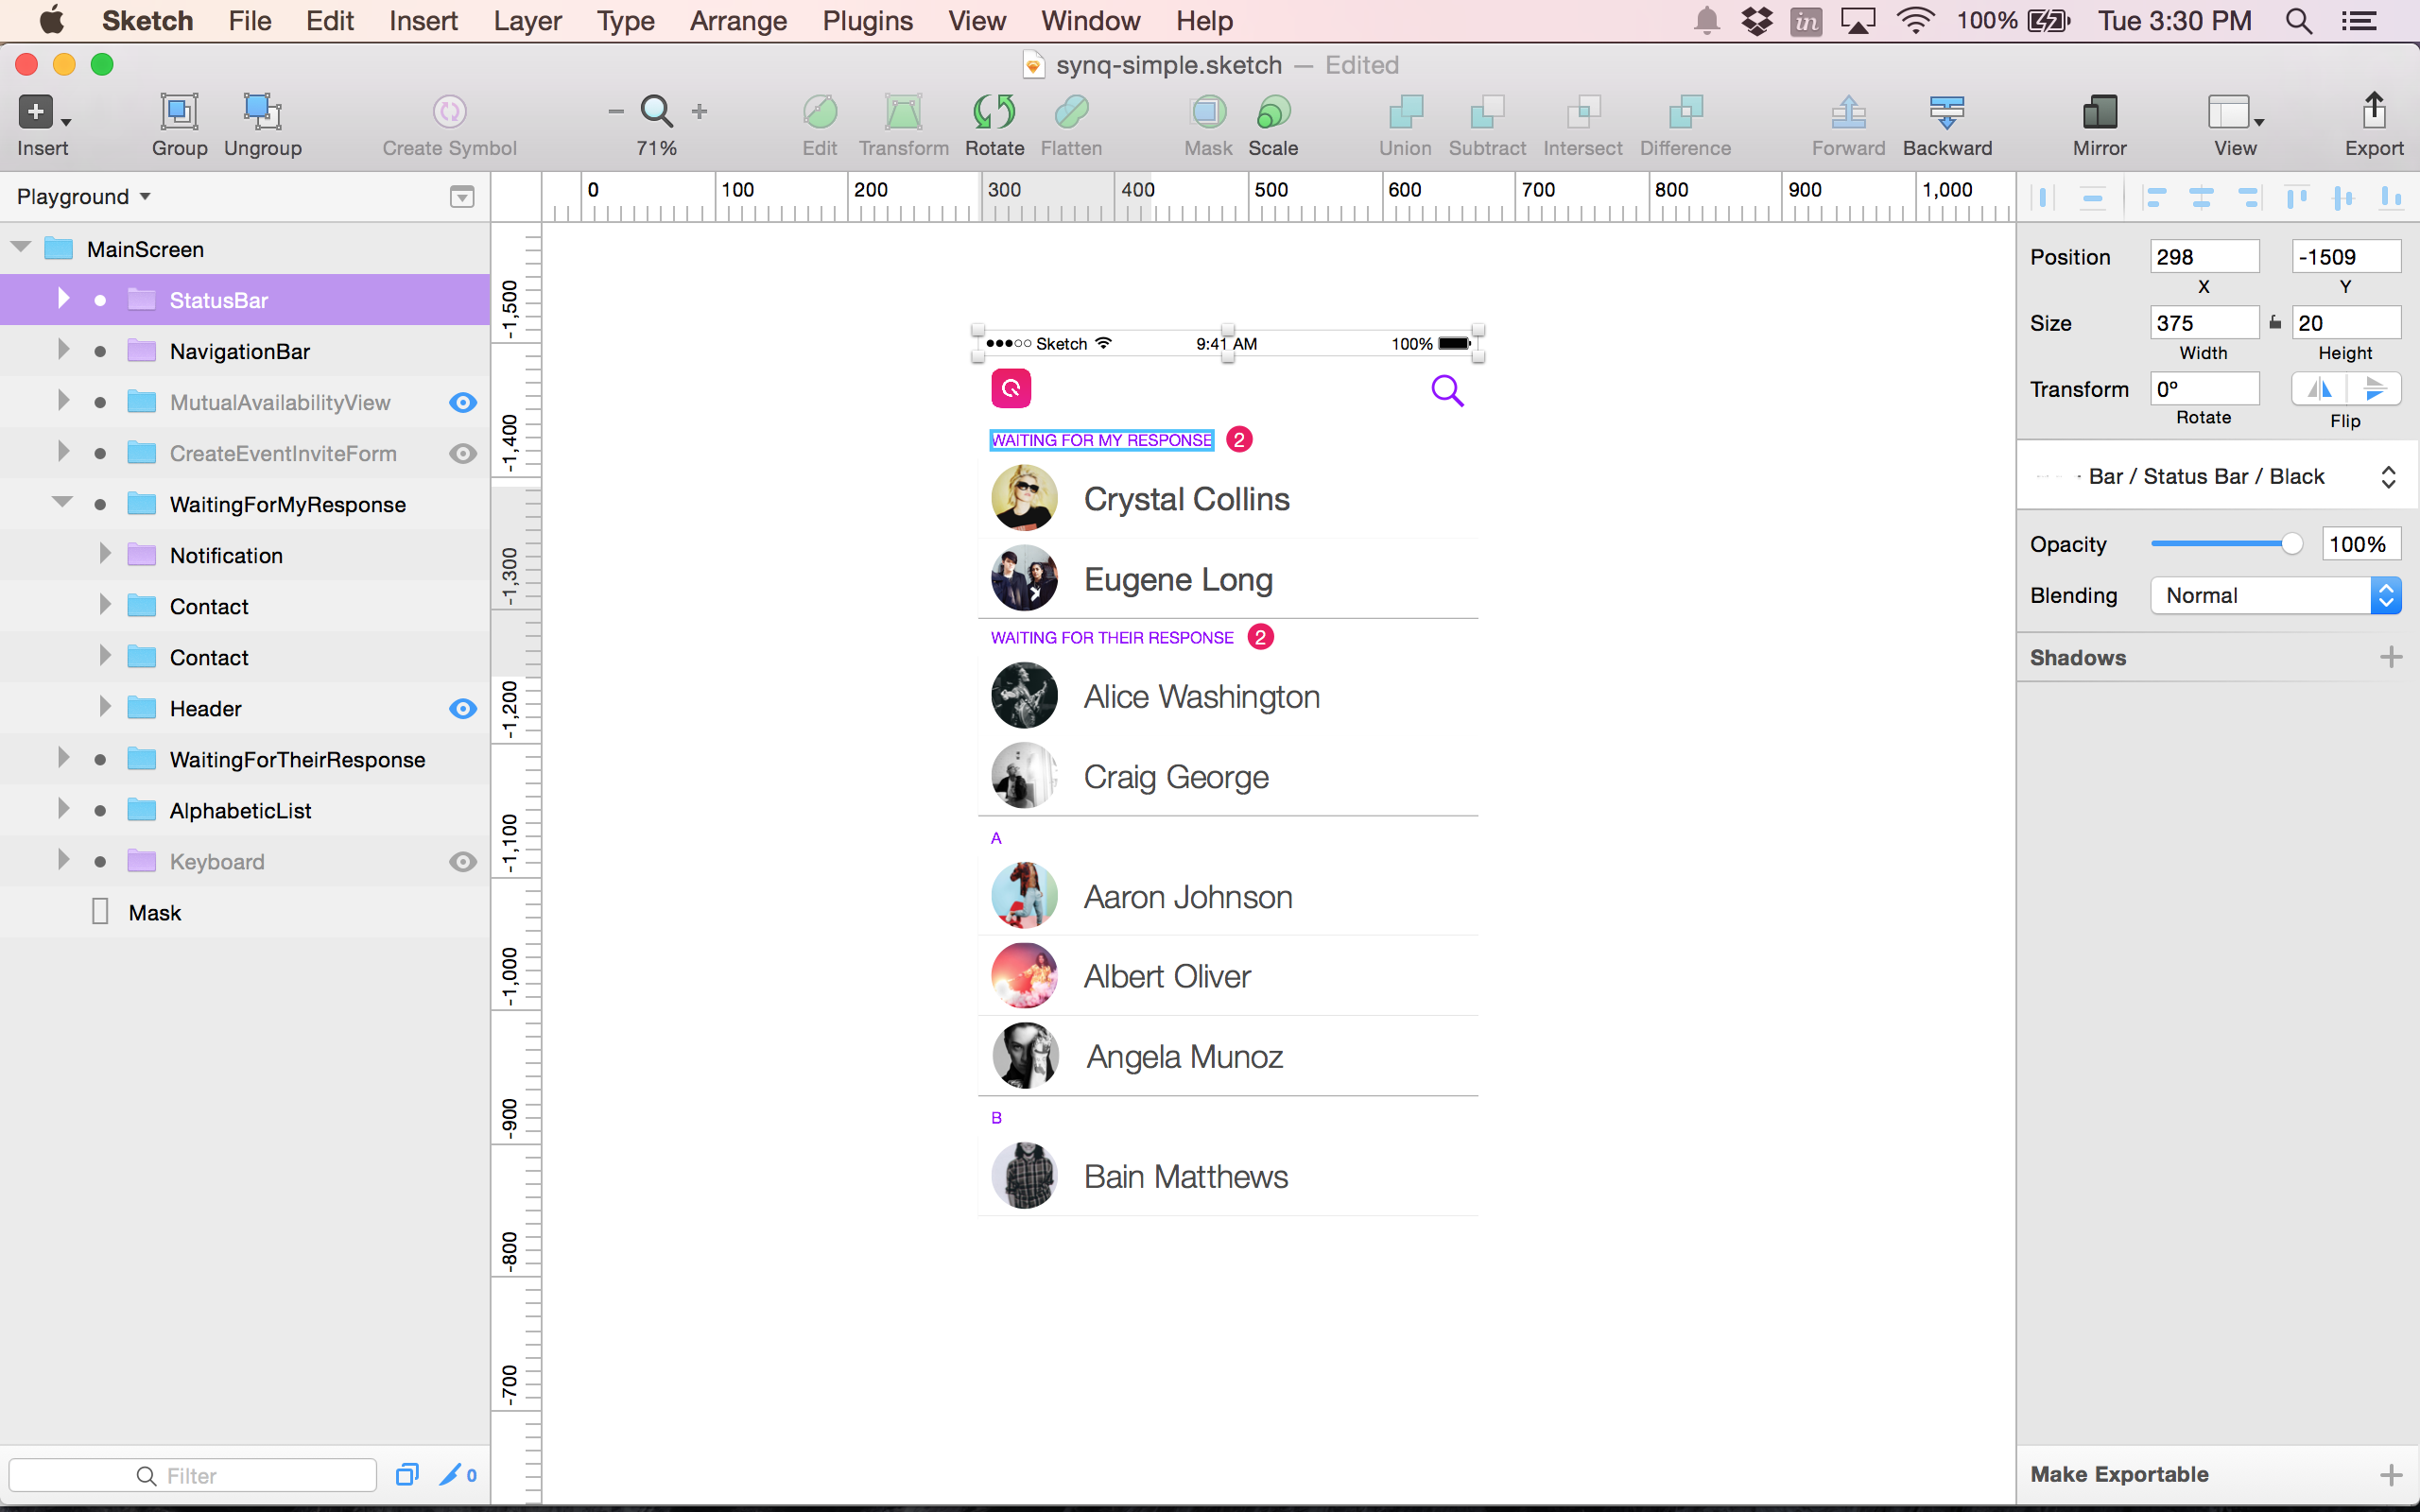 Sketch File Edit Insert Layer Type Arrange Plugins View Window Help in 100% Tue 3:30 PM
synq-simple.sketch — Edited
Insert Group Ungroup Create Symbol 71% Edit Transform Rotate Flatten Mask Scale Union Subtract Intersect Difference Forward Backward Mirror View Export
Playground
0 100 200 300 400 500 600 700 800 900 1,000
-1,500
-1,400
-1,300
-1,200
-1,100
-1,000
-900
-800
-700
MainScreen
StatusBar
NavigationBar
MutualAvailabilityView
CreateEventInviteForm
WaitingForMyResponse
Notification
Contact
Contact
Header
WaitingForTheirResponse
AlphabeticList
Keyboard
Mask
Filter
0
Sketch 9:41 AM 100%
WAITING FOR MY RESPONSE 2
Crystal Collins
Eugene Long
WAITING FOR THEIR RESPONSE 2
Alice Washington
Craig George
A
Aaron Johnson
Albert Oliver
Angela Munoz
B
Bain Matthews
Position 298 -1509
X Y
Size 375 20
Width Height
Transform 0°
Rotate Flip
Bar / Status Bar / Black
Opacity 100%
Blending Normal
Shadows
Make Exportable